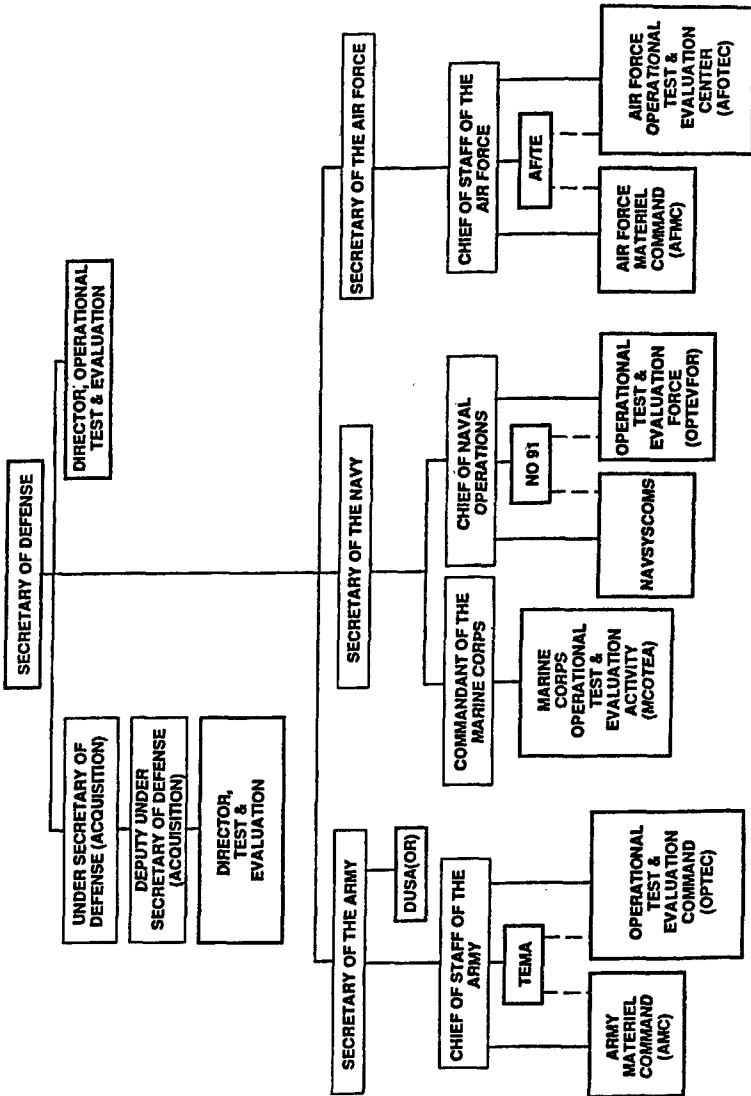 SECRETARY OF DEFENSE
UNDER SECRETARY OF
DEFENSE (ACQUISITION)
DEPUTY UNDER
SECRETARY OF DEFENSE
(ACQUISITION)
DIRECTOR,
TEST &
EVALUATION
DIRECTOR, OPERATIONAL
TEST & EVALUATION
SECRETARY OF THE ARMY
DUSA(OR)
CHIEF OF STAFF OF THE
ARMY
TEMA
ARMY
MATERIEL
COMMAND
(AMC)
OPERATIONAL
TEST &
EVALUATION
COMMAND
(OPTEC)
SECRETARY OF THE NAVY
COMMANDANT OF THE
MARINE CORPS
MARINE
CORPS
OPERATIONAL
TEST &
EVALUATION
ACTIVITY
(MCOTEA)
CHIEF OF NAVAL
OPERATIONS
NO 91
NAVSYSCOMS
OPERATIONAL
TEST &
EVALUATION
FORCE
(OPTEVFOR)
SECRETARY OF THE AIR FORCE
CHIEF OF STAFF OF THE
AIR FORCE
AF/TE
AIR FORCE
MATERIEL
COMMAND
(AFMC)
AIR FORCE
OPERATIONAL
TEST &
EVALUATION
CENTER
(AFOTEC)